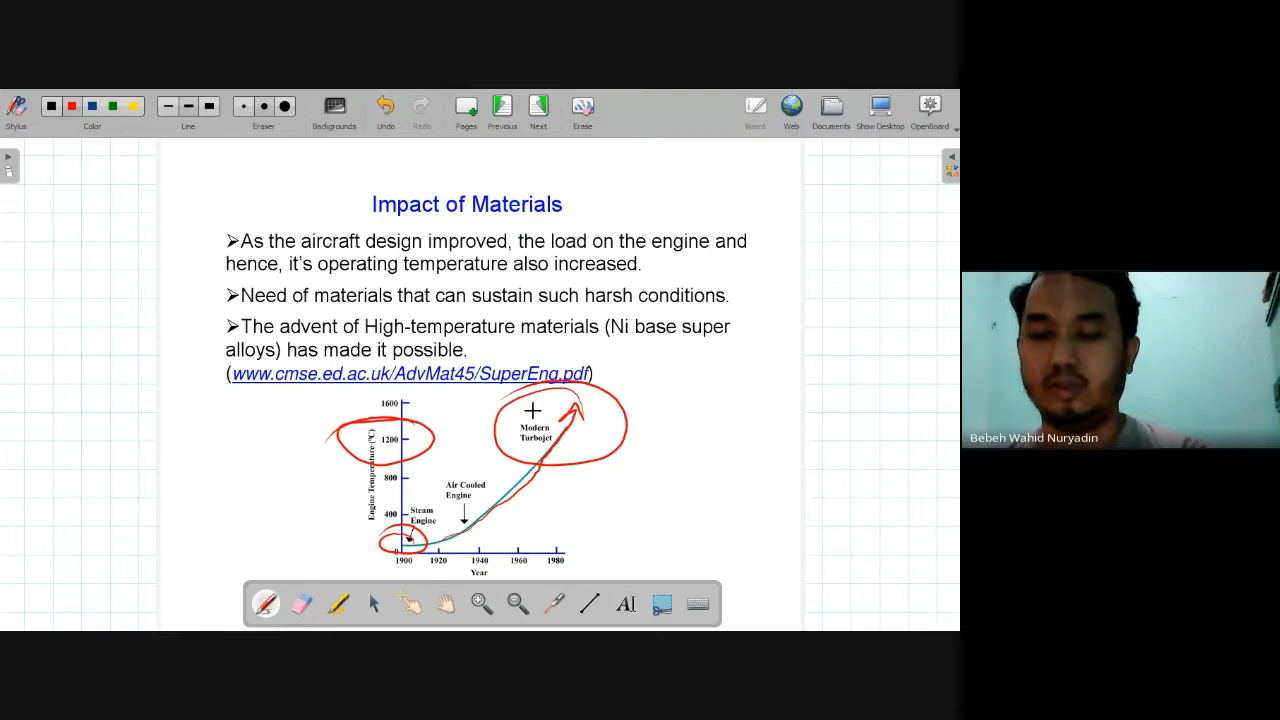 Stylus
Color
Line
Eraser
Backgrounds
Undo
Redo
Pages
Previous
Next
Erase
Board
Web
Documents
Show Desktop
OpenBoard
Impact of Materials
➢As the aircraft design improved, the load on the engine and
hence, it's operating temperature also increased.
➢Need of materials that can sustain such harsh conditions.
➢The advent of High-temperature materials (Ni base super
alloys) has made it possible.
(www.cmse.ed.ac.uk/AdvMat45/SuperEng.pdf)
1600
1200
800
400
0
Engine Temperature (ºC)
Modern
Turbojet
Air Cooled
Engine
Steam
Engine
1900 1920 1940 1960 1980
Year
AI
Bebeh Wahid Nuryadin